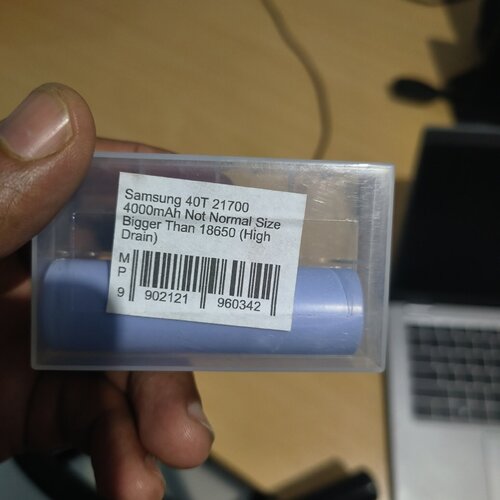 Samsung 40T 21700
4000mAh Not Normal Size
Bigger Than 18650 (High
Drain)
M
P
9 902121 960342